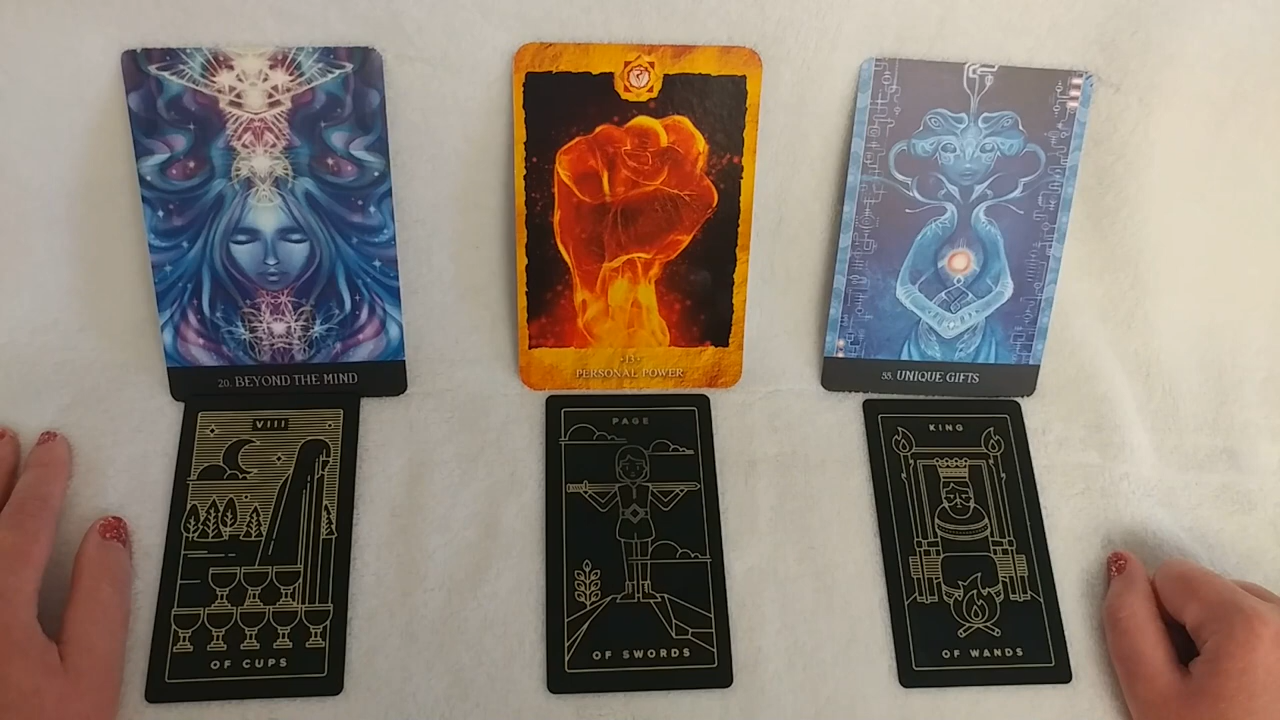 20. BEYOND THE MIND
13
PERSONAL POWER
55. UNIQUE GIFTS
VIII
OF CUPS
PAGE
OF SWORDS
KING
OF WANDS